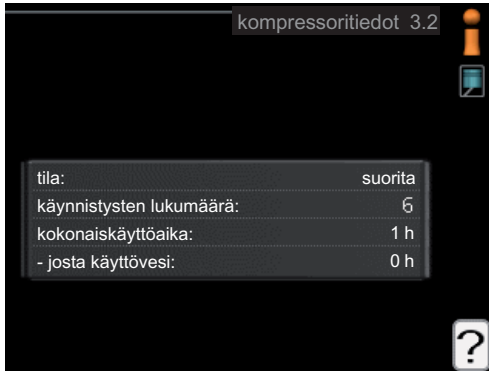 kompressoritiedot 3.2
tila: suorita
käynnistysten lukumäärä: 6
kokonaiskäyttöaika: 1 h
- josta käyttövesi: 0 h
?